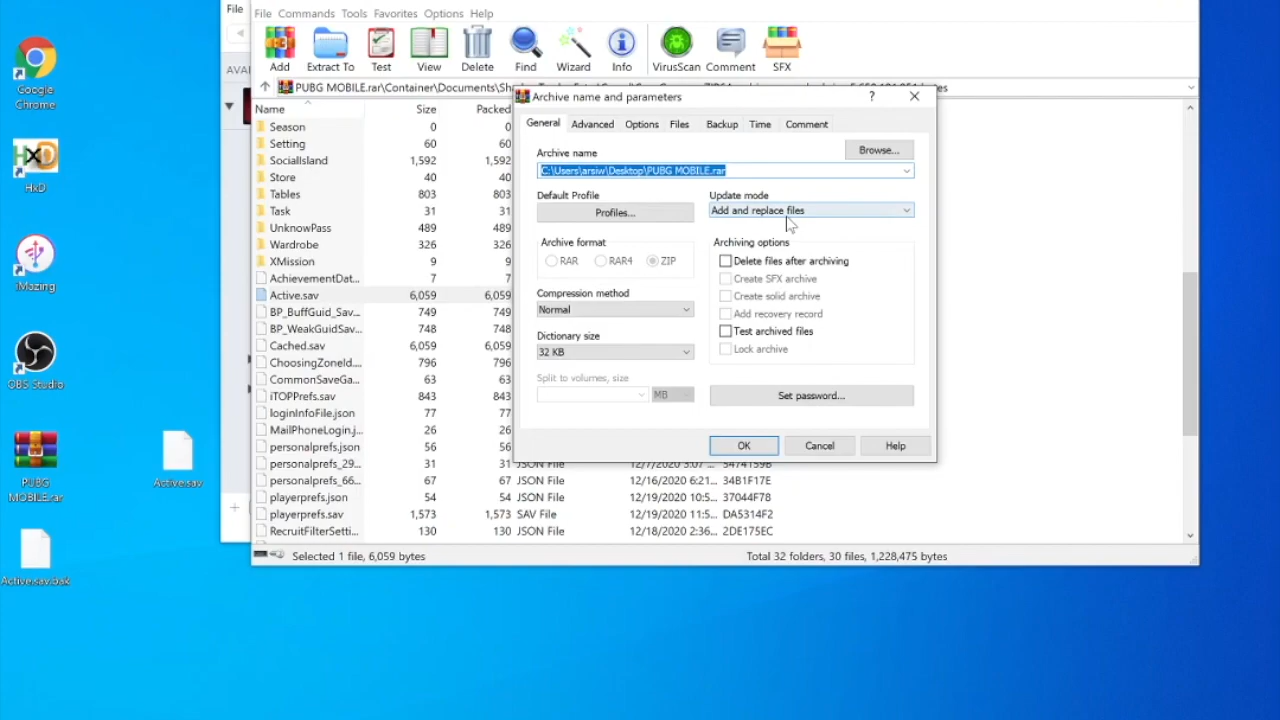 File
File Commands Tools Favorites Options Help
Add Extract To Test View Delete Find Wizard Info VirusScan Comment SFX
PUBG MOBILE.rar\Container\Documents\
Name Size Packed
Season 0 0
Setting 60 60
SocialIsland 1,592 1,592
Store 40 40
Tables 803 803
Task 31 31
UnknowPass 489 489
Wardrobe 326 326
XMission 9 9
AchievementDat... 7 7
Active.sav 6,059 6,059
BP_BuffGuid_Sav... 749 749
BP_WeakGuidSav... 748 748
Cached.sav 6,059 6,059
ChoosingZoneId... 796 796
CommonSaveGa... 63 63
iTOPPrefs.sav 843 843
loginInfoFile.json 77 77
MailPhoneLogin.j... 26 26
personalprefs.json 56 56
personalprefs_29... 31 31 JSON File 12/7/2020 3:07 ... 5474159B
personalprefs_66... 67 67 JSON File 12/16/2020 6:21... 34B1F17E
playerprefs.json 54 54 JSON File 12/19/2020 10:5... 37044F78
playerprefs.sav 1,573 1,573 SAV File 12/19/2020 11:5... DA5314F2
RecruitFilterSetti... 130 130 JSON File 12/18/2020 2:36... 2DE175EC
Selected 1 file, 6,059 bytes Total 32 folders, 30 files, 1,228,475 bytes
Archive name and parameters ?
General Advanced Options Files Backup Time Comment
Archive name Browse...
C:\Users\arsiw\Desktop\PUBG MOBILE.rar
Default Profile Update mode
Profiles... Add and replace files
Archive format Archiving options
RAR RAR4 ZIP Delete files after archiving
Create SFX archive
Compression method Create solid archive
Normal Add recovery record
Dictionary size Test archived files
32 KB Lock archive
Split to volumes, size
MB Set password...
OK Cancel Help
Google
Chrome
HxD
iMazing
OBS Studio
PUBG
MOBILE.rar
Active.sav
Active.sav.bak